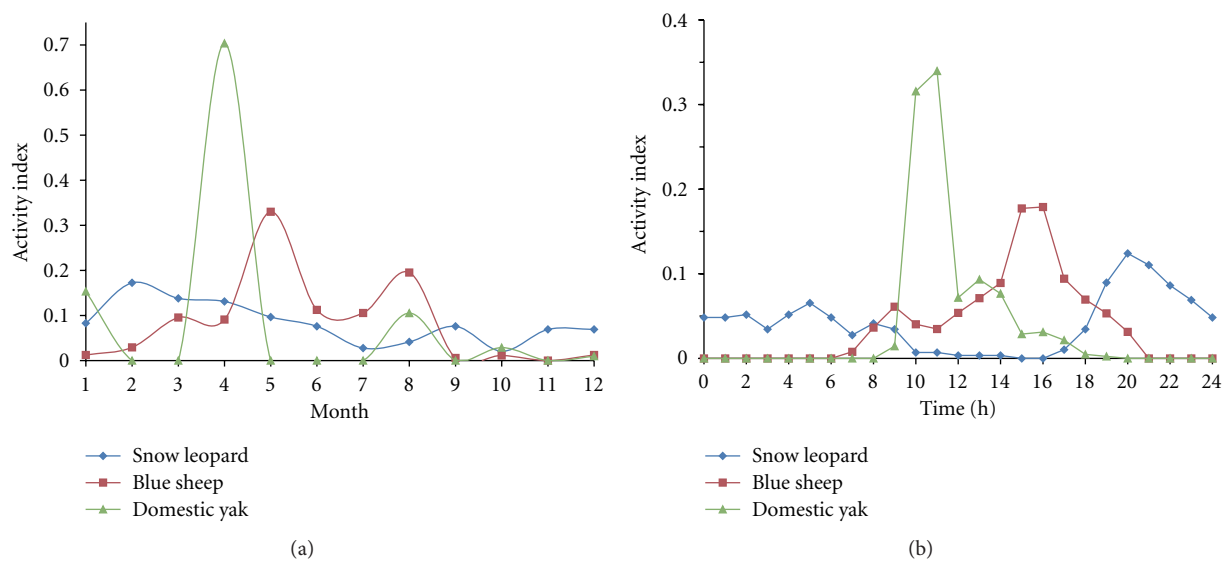 Activity index
0.7
0.6
0.5
0.4
0.3
0.2
0.1
0
1 2 3 4 5 6 7 8 9 10 11 12
Month
Snow leopard
Blue sheep
Domestic yak
(a)
Activity index
0.4
0.3
0.2
0.1
0
0 2 4 6 8 10 12 14 16 18 20 22 24
Time (h)
Snow leopard
Blue sheep
Domestic yak
(b)